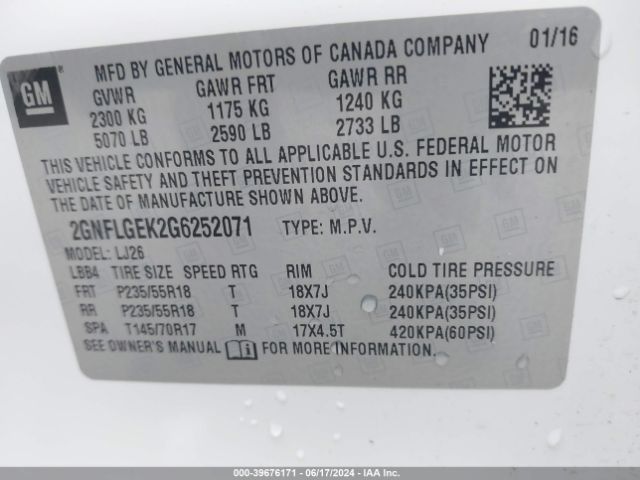 GM
MFD BY GENERAL MOTORS OF CANADA COMPANY 01/16
GVWR GAWR FRT GAWR RR
2300 KG 1175 KG 1240 KG
5070 LB 2590 LB 2733 LB
THIS VEHICLE CONFORMS TO ALL APPLICABLE U.S. FEDERAL MOTOR
VEHICLE SAFETY AND THEFT PREVENTION STANDARDS IN EFFECT ON
THE DATE OF MANUFACTURE SHOWN ABOVE.
2GNFLGEK2G6252071 TYPE: M.P.V.
MODEL: LJ26
LBB4 TIRE SIZE SPEED RTG RIM COLD TIRE PRESSURE
FRT P235/55R18 T 18X7J 240KPA(35PSI)
RR P235/55R18 T 18X7J 240KPA(35PSI)
SPA T145/70R17 M 17X4.5T 420KPA(60PSI)
SEE OWNER'S MANUAL FOR MORE INFORMATION.
000-39676171 - 06/17/2024 - IAA Inc.